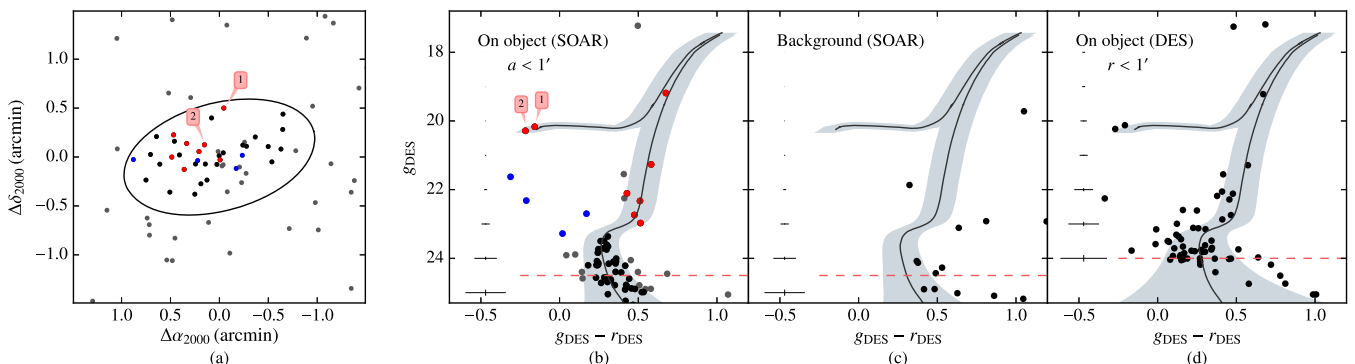 1.0
0.5
0.0
−0.5
−1.0
Δδ2000 (arcmin)
1
2
1.0 0.5 0.0 −0.5 −1.0
Δα2000 (arcmin)
(a)
18
20
22
24
gDES
On object (SOAR)
a < 1′
2 1
−0.5 0.0 0.5 1.0
gDES − rDES
(b)
Background (SOAR)
−0.5 0.0 0.5 1.0
gDES − rDES
(c)
On object (DES)
r < 1′
−0.5 0.0 0.5 1.0
gDES − rDES
(d)